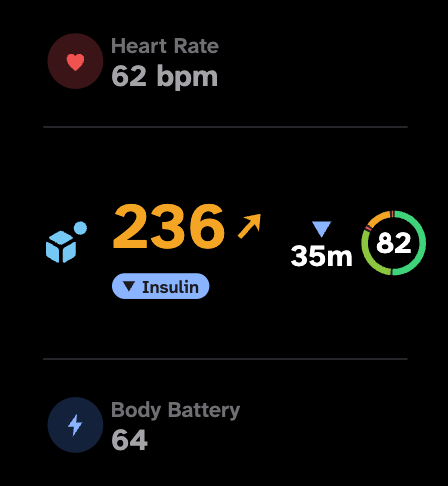 Heart Rate
62 bpm
236
35m
82
Insulin
Body Battery
64